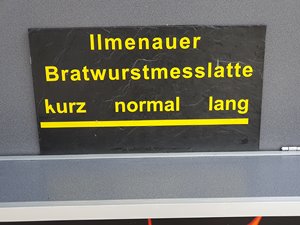 Ilmenauer
Bratwurstmesslatte
kurz normal lang